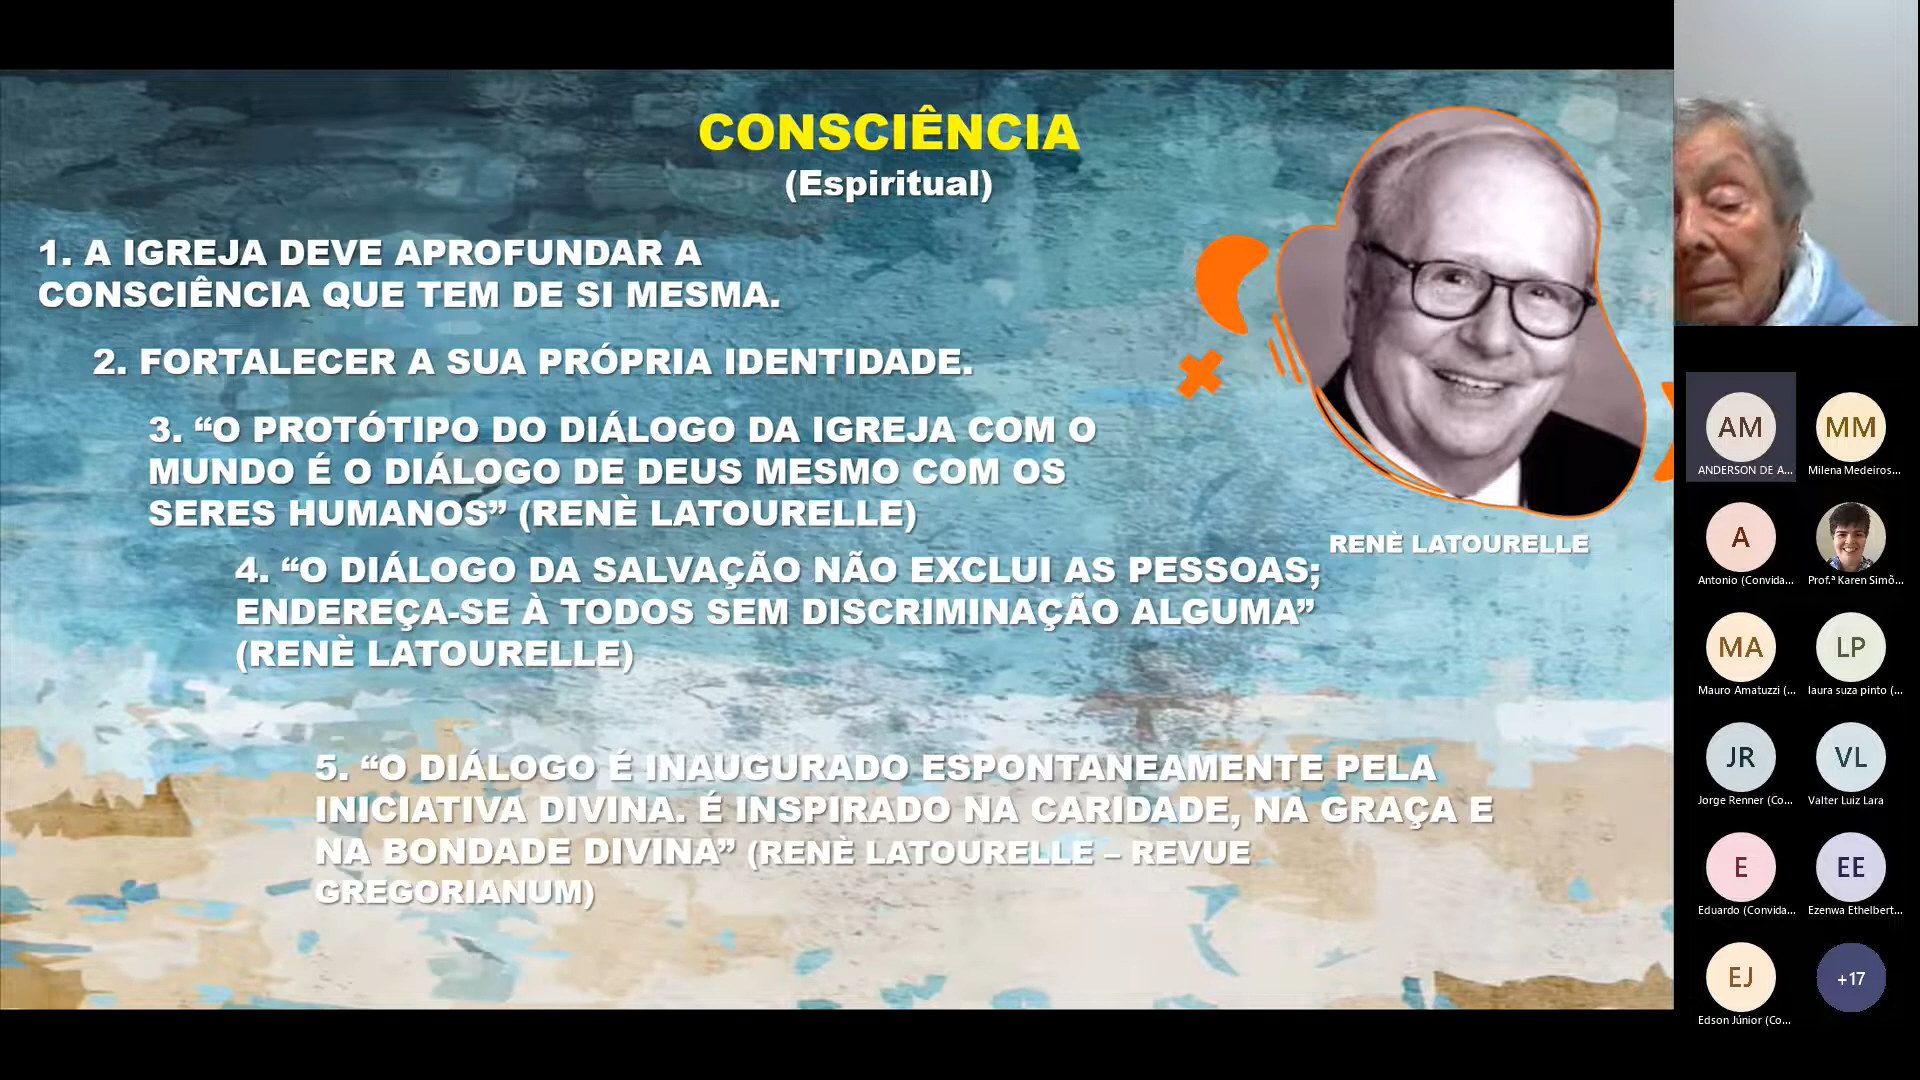 CONSCIÊNCIA
(Espiritual)
1. A IGREJA DEVE APROFUNDAR A
CONSCIÊNCIA QUE TEM DE SI MESMA.
2. FORTALECER A SUA PRÓPRIA IDENTIDADE.
3. “O PROTÓTIPO DO DIÁLOGO DA IGREJA COM O
MUNDO É O DIÁLOGO DE DEUS MESMO COM OS
SERES HUMANOS” (RENÈ LATOURELLE)
RENÈ LATOURELLE
4. “O DIÁLOGO DA SALVAÇÃO NÃO EXCLUI AS PESSOAS;
ENDEREÇA-SE À TODOS SEM DISCRIMINAÇÃO ALGUMA”
(RENÈ LATOURELLE)
5. “O DIÁLOGO É INAUGURADO ESPONTANEAMENTE PELA
INICIATIVA DIVINA. É INSPIRADO NA CARIDADE, NA GRAÇA E
NA BONDADE DIVINA” (RENÈ LATOURELLE – REVUE
GREGORIANUM)
AM
ANDERSON DE A...
MM
Milena Medeiros...
A
Antonio (Convida...
Prof.ª Karen Simõ...
MA
Mauro Amatuzzi (...
LP
laura suza pinto (...
JR
Jorge Renner (Co...
VL
Valter Luiz Lara
E
Eduardo (Convida...
EE
Ezenwa Ethelbert...
EJ
Edson Júnior (Co...
+17